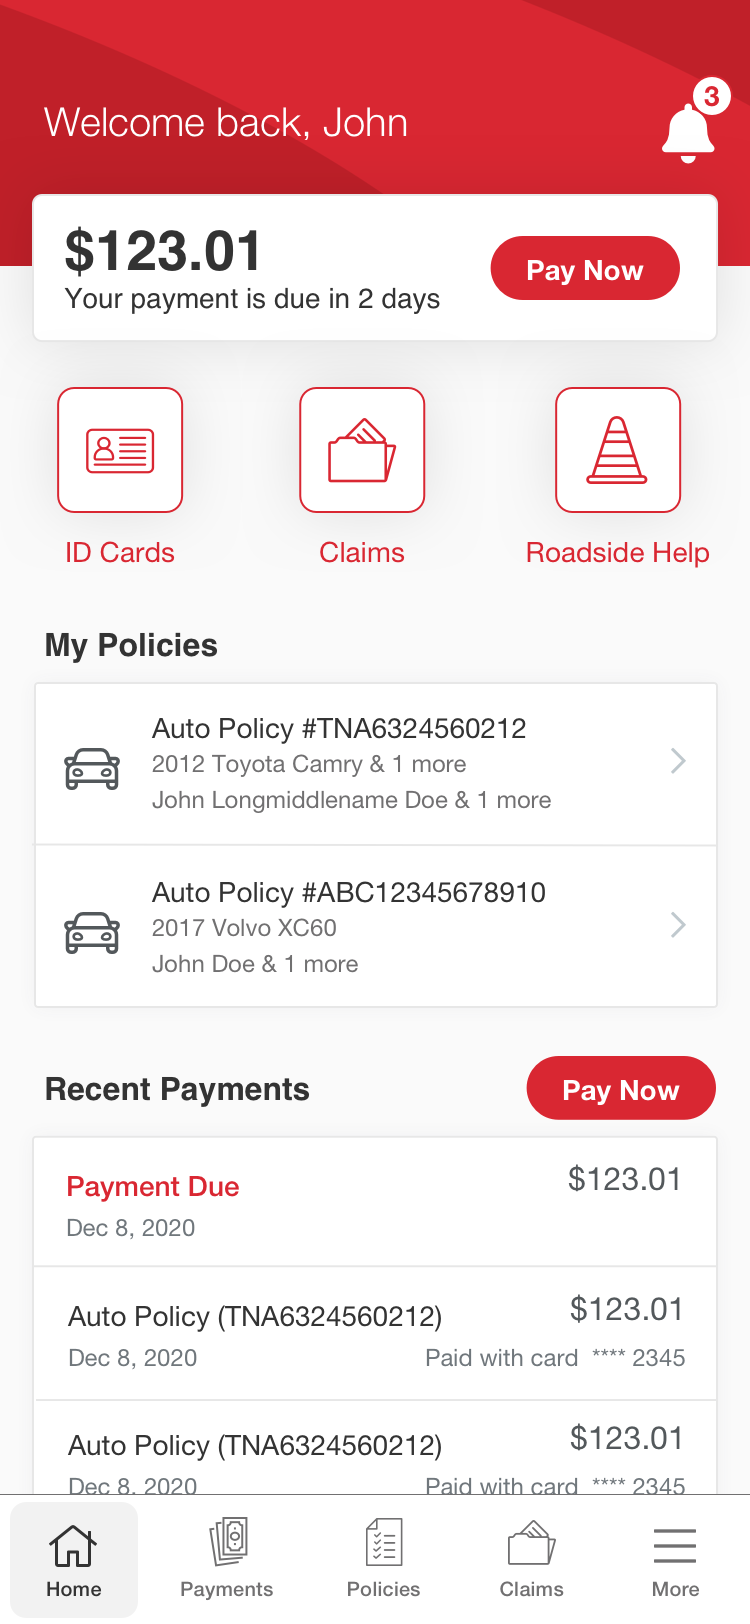 Welcome back, John
3
$123.01
Your payment is due in 2 days
Pay Now
ID Cards
Claims
Roadside Help
My Policies
Auto Policy #TNA6324560212
2012 Toyota Camry & 1 more
John Longmiddlename Doe & 1 more
Auto Policy #ABC12345678910
2017 Volvo XC60
John Doe & 1 more
Recent Payments
Pay Now
Payment Due
$123.01
Dec 8, 2020
Auto Policy (TNA6324560212)
$123.01
Dec 8, 2020
Paid with card **** 2345
Auto Policy (TNA6324560212)
$123.01
Dec 8, 2020
Paid with card **** 2345
Home
Payments
Policies
Claims
More